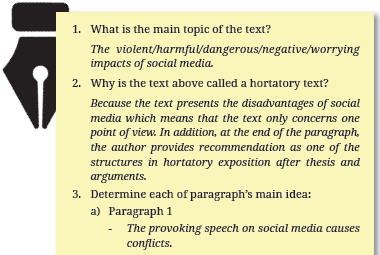 1. What is the main topic of the text?
The violent/harmful/dangerous/negative/worrying
impacts of social media.
2. Why is the text above called a hortatory text?
Because the text presents the disadvantages of social
media which means that the text only concerns one
point of view. In addition, at the end of the paragraph,
the author provides recommendation as one of the
structures in hortatory exposition after thesis and
arguments.
3. Determine each of paragraph's main idea:
a) Paragraph 1
- The provoking speech on social media causes
conflicts.